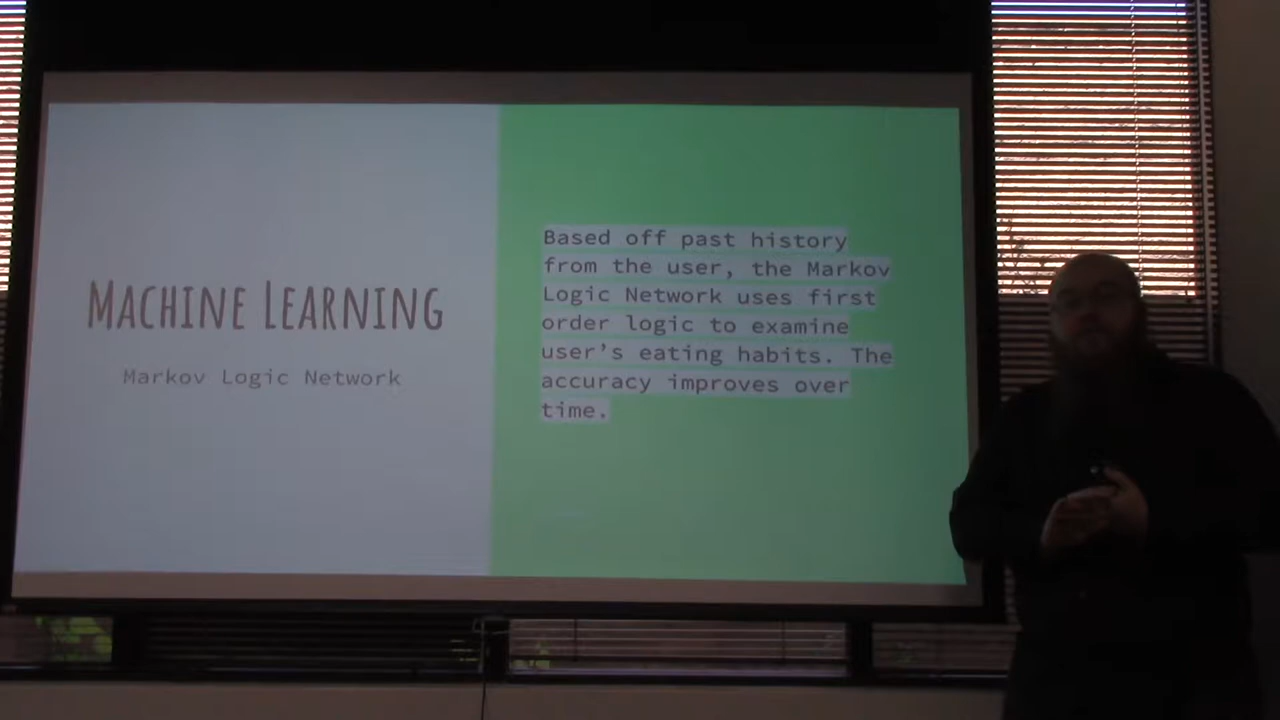 MACHINE LEARNING
Markov Logic Network
Based off past history
from the user, the Markov
Logic Network uses first
order logic to examine
user’s eating habits. The
accuracy improves over
time.